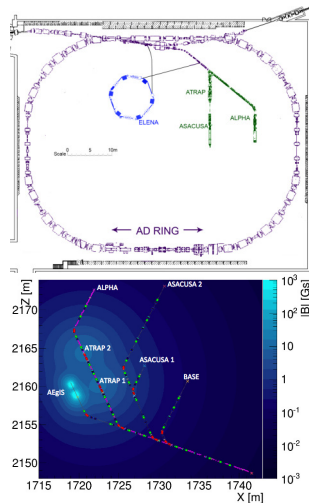 ATRAP
ELENA
ALPHA
ASACUSA
Scale 0 5 10m
AD RING
Z [m]
2170
2165
2160
2155
2150
ALPHA
ASACUSA 2
ATRAP 2
ASACUSA 1
AEgIS
ATRAP 1
BASE
1715 1720 1725 1730 1735 1740
X [m]
10³
10²
10
1
10⁻¹
10⁻²
10⁻³
|B| [Gs]